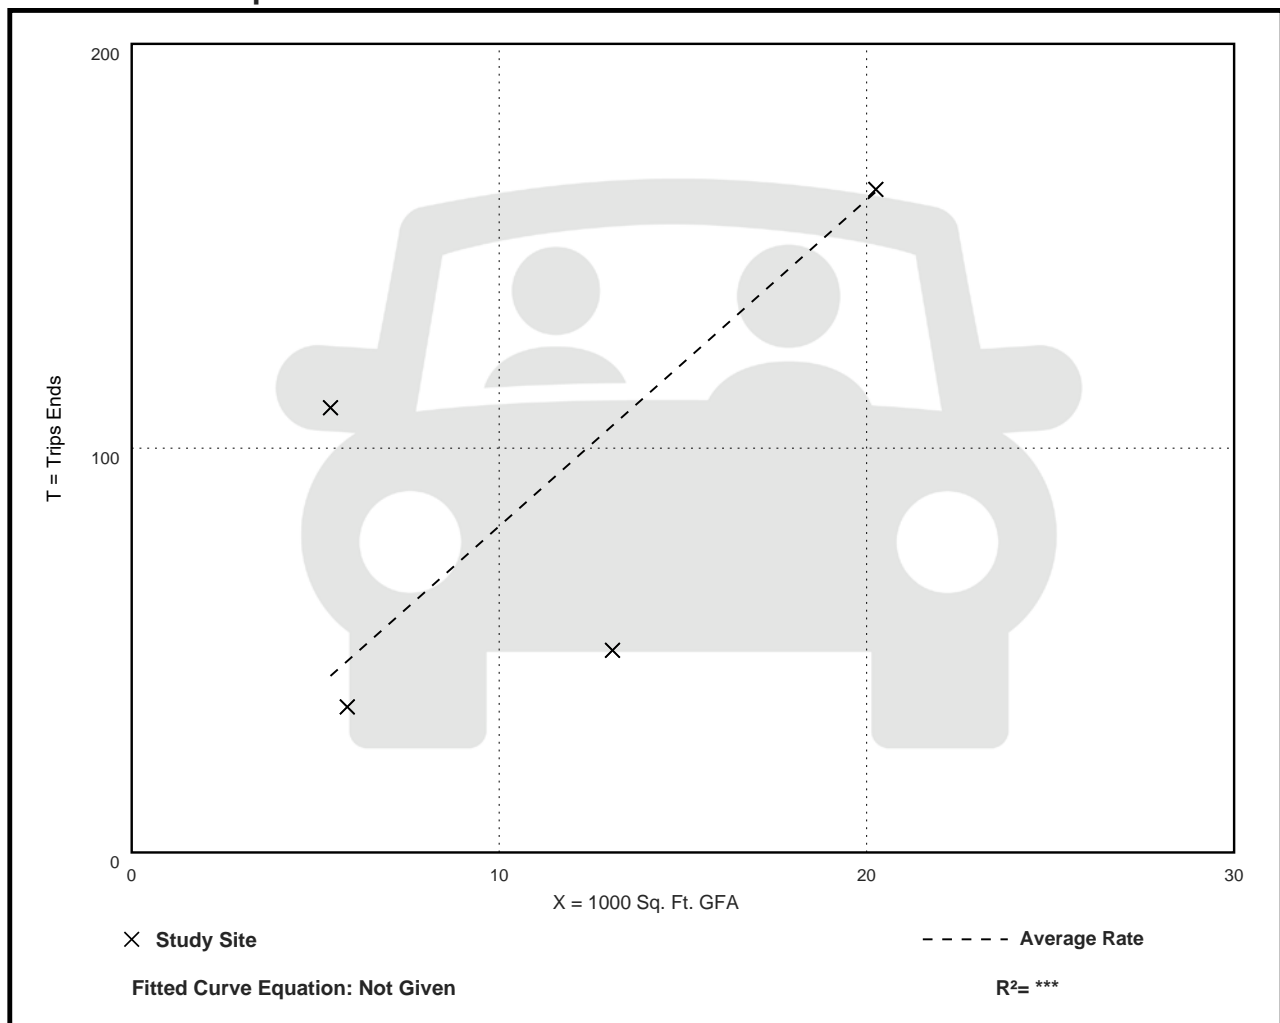 200
100
0
T = Trips Ends
0 10 20 30
X = 1000 Sq. Ft. GFA
Study Site
Average Rate
Fitted Curve Equation: Not Given
R²= ***